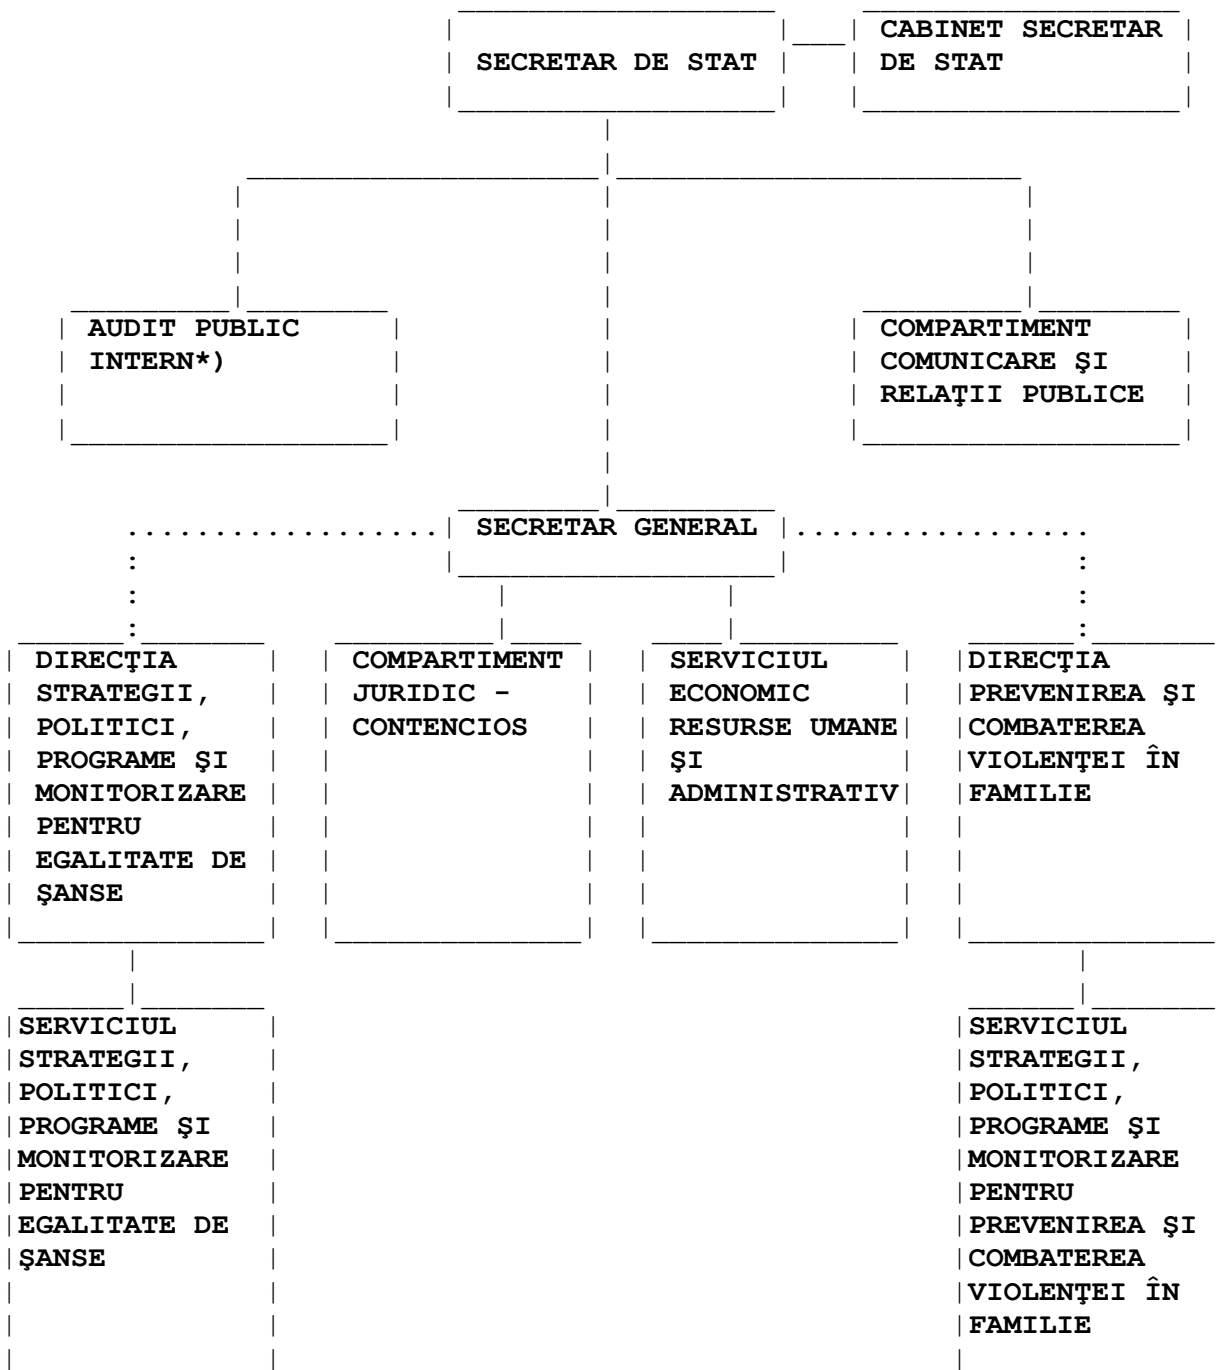 SECRETAR DE STAT
CABINET SECRETAR
DE STAT
AUDIT PUBLIC
INTERN*)
COMPARTIMENT
COMUNICARE ŞI
RELAŢII PUBLICE
SECRETAR GENERAL
DIRECŢIA
STRATEGII,
POLITICI,
PROGRAME ŞI
MONITORIZARE
PENTRU
EGALITATE DE
ŞANSE
COMPARTIMENT
JURIDIC -
CONTENCIOS
SERVICIUL
ECONOMIC
RESURSE UMANE
ŞI
ADMINISTRATIV
DIRECŢIA
PREVENIREA ŞI
COMBATEREA
VIOLENŢEI ÎN
FAMILIE
SERVICIUL
STRATEGII,
POLITICI,
PROGRAME ŞI
MONITORIZARE
PENTRU
EGALITATE DE
ŞANSE
SERVICIUL
STRATEGII,
POLITICI,
PROGRAME ŞI
MONITORIZARE
PENTRU
PREVENIREA ŞI
COMBATEREA
VIOLENŢEI ÎN
FAMILIE